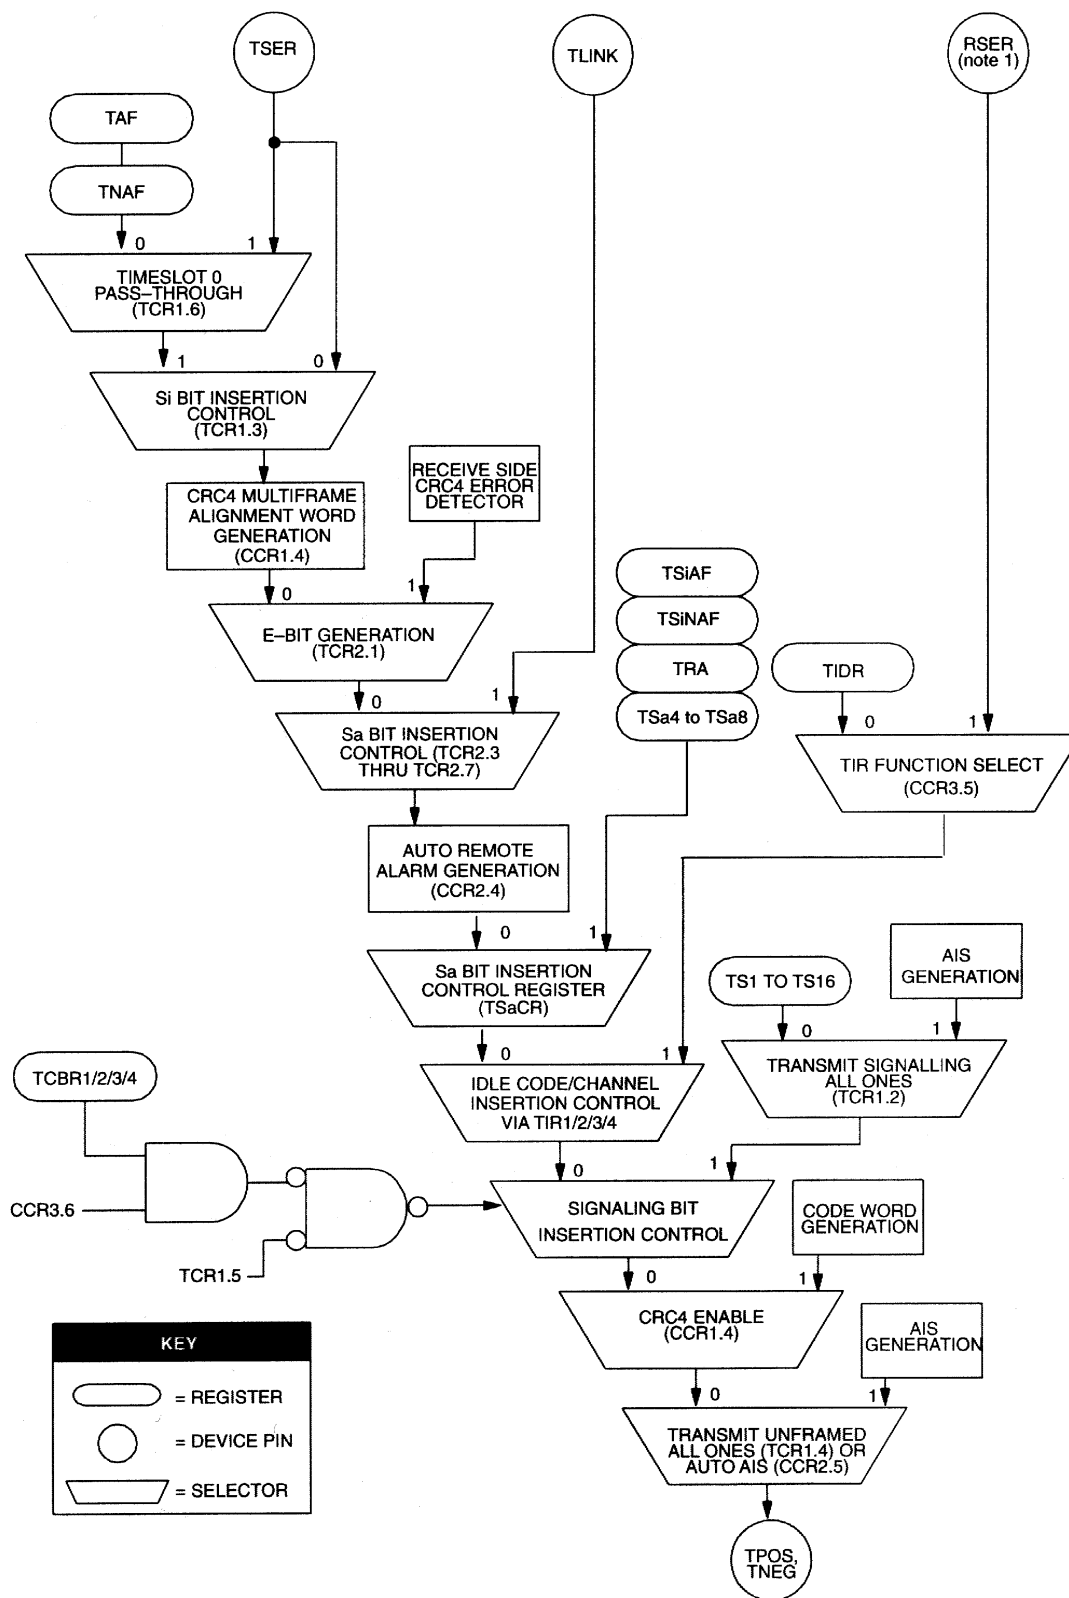 TSER
TLINK
RSER
(note 1)
TAF
TNAF
0
1
TIMESLOT 0
PASS–THROUGH
(TCR1.6)
1
0
Si BIT INSERTION
CONTROL
(TCR1.3)
RECEIVE SIDE
CRC4 ERROR
DETECTOR
CRC4 MULTIFRAME
ALIGNMENT WORD
GENERATION
(CCR1.4)
0
1
E–BIT GENERATION
(TCR2.1)
TSiAF
TSiNAF
TRA
TSa4 to TSa8
TIDR
0
1
Sa BIT INSERTION
CONTROL (TCR2.3
THRU TCR2.7)
0
1
TIR FUNCTION SELECT
(CCR3.5)
AUTO REMOTE
ALARM GENERATION
(CCR2.4)
0
1
Sa BIT INSERTION
CONTROL REGISTER
(TSaCR)
TS1 TO TS16
AIS
GENERATION
0
1
TRANSMIT SIGNALLING
ALL ONES
(TCR1.2)
0
1
IDLE CODE/CHANNEL
INSERTION CONTROL
VIA TIR1/2/3/4
TCBR1/2/3/4
CCR3.6
TCR1.5
0
1
SIGNALING BIT
INSERTION CONTROL
CODE WORD
GENERATION
0
1
CRC4 ENABLE
(CCR1.4)
AIS
GENERATION
0
1
TRANSMIT UNFRAMED
ALL ONES (TCR1.4) OR
AUTO AIS (CCR2.5)
TPOS,
TNEG
KEY
= REGISTER
= DEVICE PIN
= SELECTOR